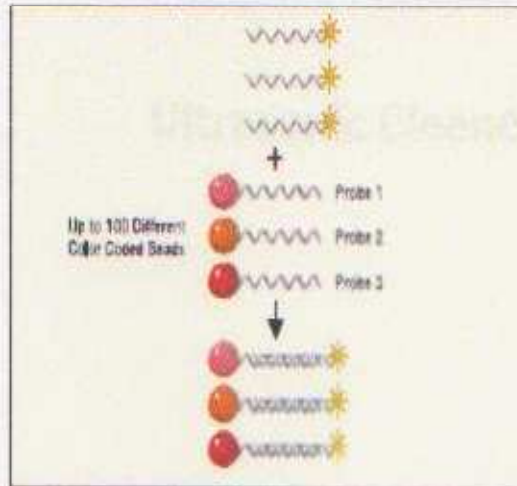 +
Probe 1
Up to 100 Different
Color Coded Beads
Probe 2
Probe 3